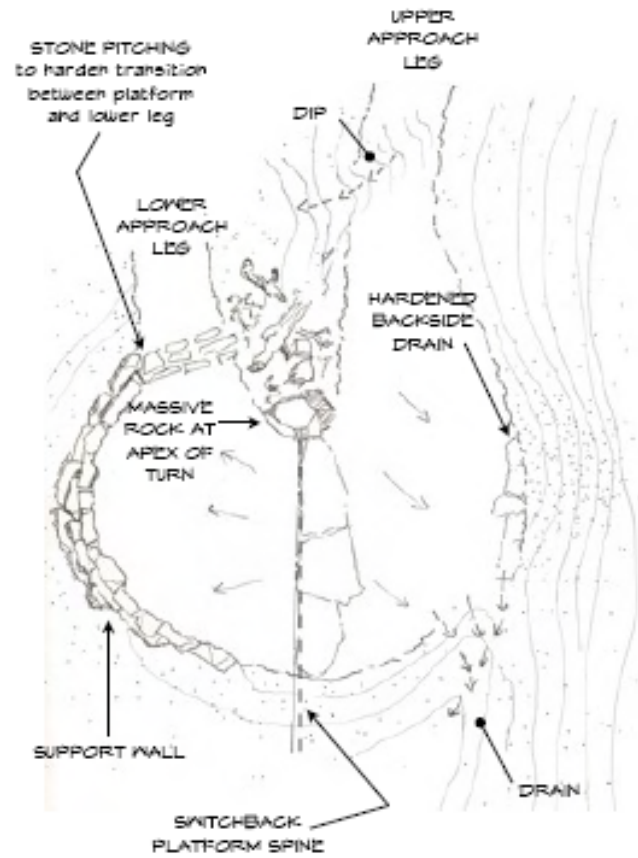 UPPER
APPROACH
LEG
STONE PITCHING
to harden transition
between platform
and lower leg
DIP
LOWER
APPROACH
LEG
HARDENED
BACKSIDE
DRAIN
MASSIVE
ROCK AT
APEX OF
TURN
SUPPORT WALL
DRAIN
SWITCHBACK
PLATFORM SPINE